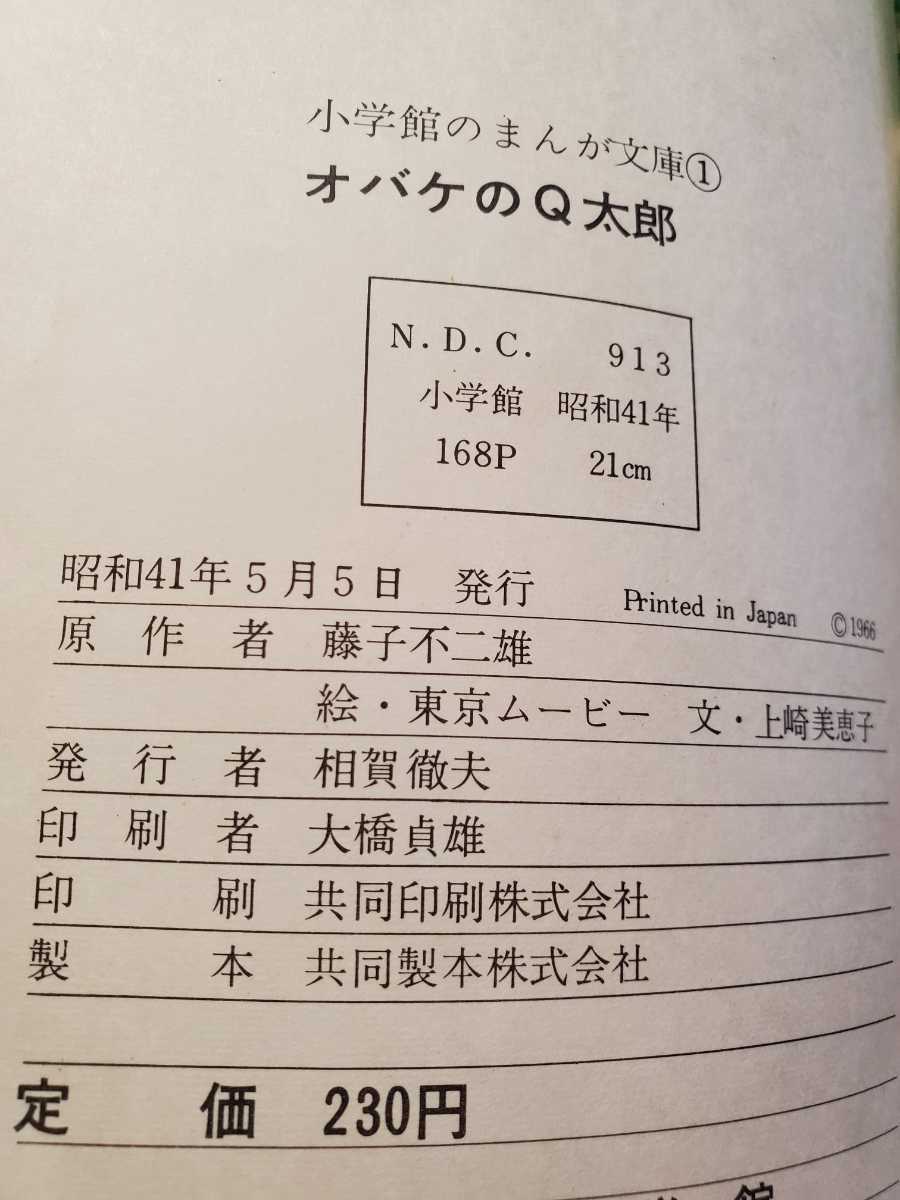 小学館のまんが文庫①
オバケのQ太郎
N.D.C. 913
小学館 昭和41年
168P 21cm
昭和41年5月5日 発行 Printed in Japan ©1966
原作者 藤子不二雄
絵・東京ムービー 文・上崎美恵子
発行者 相賀徹夫
印刷者 大橋貞雄
印刷 共同印刷株式会社
製本 共同製本株式会社
定価 230円